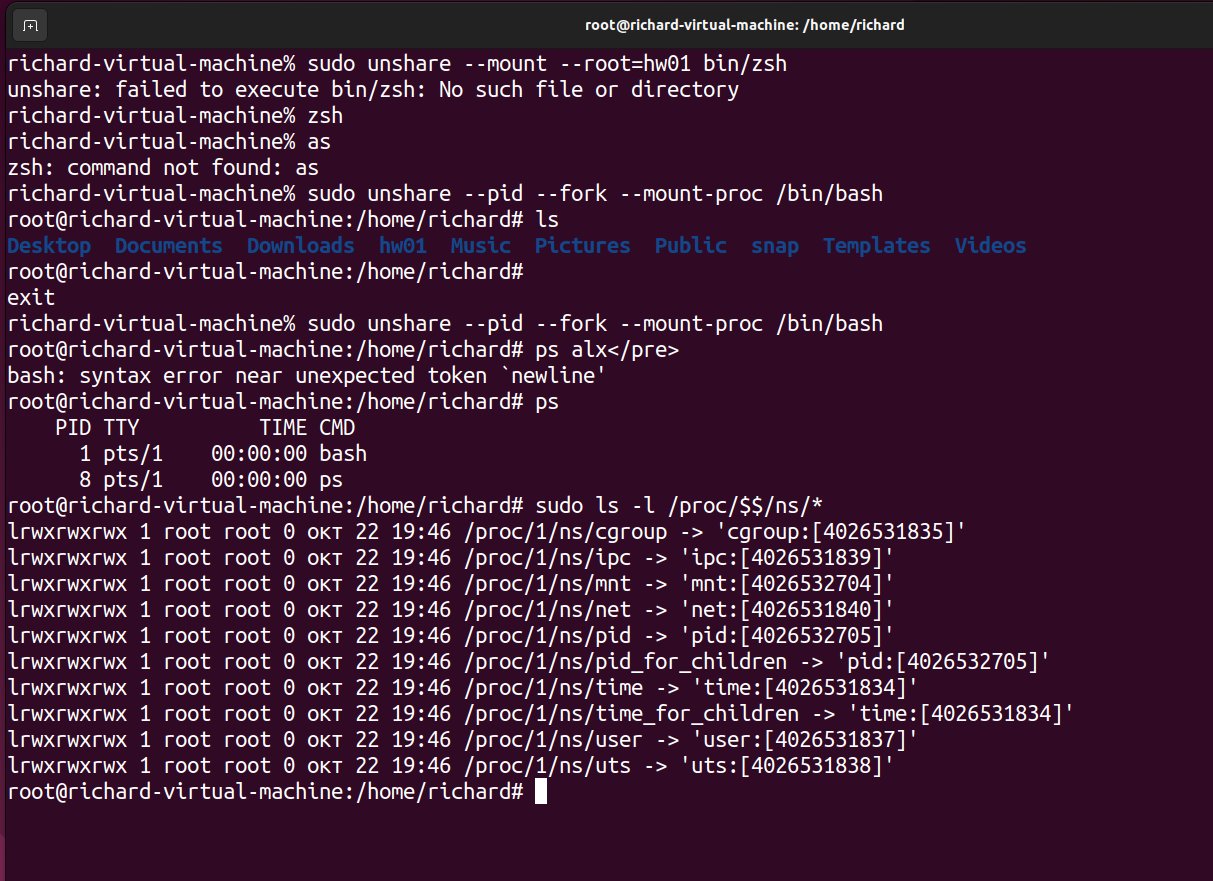 root@richard-virtual-machine: /home/richard
richard-virtual-machine% sudo unshare --mount --root=hw01 bin/zsh
unshare: failed to execute bin/zsh: No such file or directory
richard-virtual-machine% zsh
richard-virtual-machine% as
zsh: command not found: as
richard-virtual-machine% sudo unshare --pid --fork --mount-proc /bin/bash
root@richard-virtual-machine:/home/richard# ls
Desktop  Documents  Downloads  hw01  Music  Pictures  Public  snap  Templates  Videos
root@richard-virtual-machine:/home/richard#
exit
richard-virtual-machine% sudo unshare --pid --fork --mount-proc /bin/bash
root@richard-virtual-machine:/home/richard# ps alx</pre>
bash: syntax error near unexpected token `newline'
root@richard-virtual-machine:/home/richard# ps
    PID TTY          TIME CMD
      1 pts/1    00:00:00 bash
      8 pts/1    00:00:00 ps
root@richard-virtual-machine:/home/richard# sudo ls -l /proc/$$/ns/*
lrwxrwxrwx 1 root root 0 окт 22 19:46 /proc/1/ns/cgroup -> 'cgroup:[4026531835]'
lrwxrwxrwx 1 root root 0 окт 22 19:46 /proc/1/ns/ipc -> 'ipc:[4026531839]'
lrwxrwxrwx 1 root root 0 окт 22 19:46 /proc/1/ns/mnt -> 'mnt:[4026532704]'
lrwxrwxrwx 1 root root 0 окт 22 19:46 /proc/1/ns/net -> 'net:[4026531840]'
lrwxrwxrwx 1 root root 0 окт 22 19:46 /proc/1/ns/pid -> 'pid:[4026532705]'
lrwxrwxrwx 1 root root 0 окт 22 19:46 /proc/1/ns/pid_for_children -> 'pid:[4026532705]'
lrwxrwxrwx 1 root root 0 окт 22 19:46 /proc/1/ns/time -> 'time:[4026531834]'
lrwxrwxrwx 1 root root 0 окт 22 19:46 /proc/1/ns/time_for_children -> 'time:[4026531834]'
lrwxrwxrwx 1 root root 0 окт 22 19:46 /proc/1/ns/user -> 'user:[4026531837]'
lrwxrwxrwx 1 root root 0 окт 22 19:46 /proc/1/ns/uts -> 'uts:[4026531838]'
root@richard-virtual-machine:/home/richard#